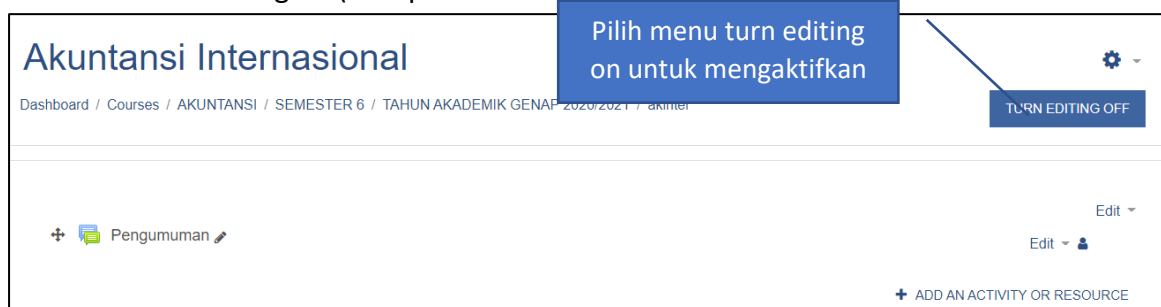 Pilih menu turn editing
on untuk mengaktifkan
Akuntansi Internasional
Dashboard / Courses / AKUNTANSI / SEMESTER 6 / TAHUN AKADEMIK GENAP 2020/2021 / akinter
TURN EDITING OFF
Edit
Pengumuman
Edit
+ ADD AN ACTIVITY OR RESOURCE